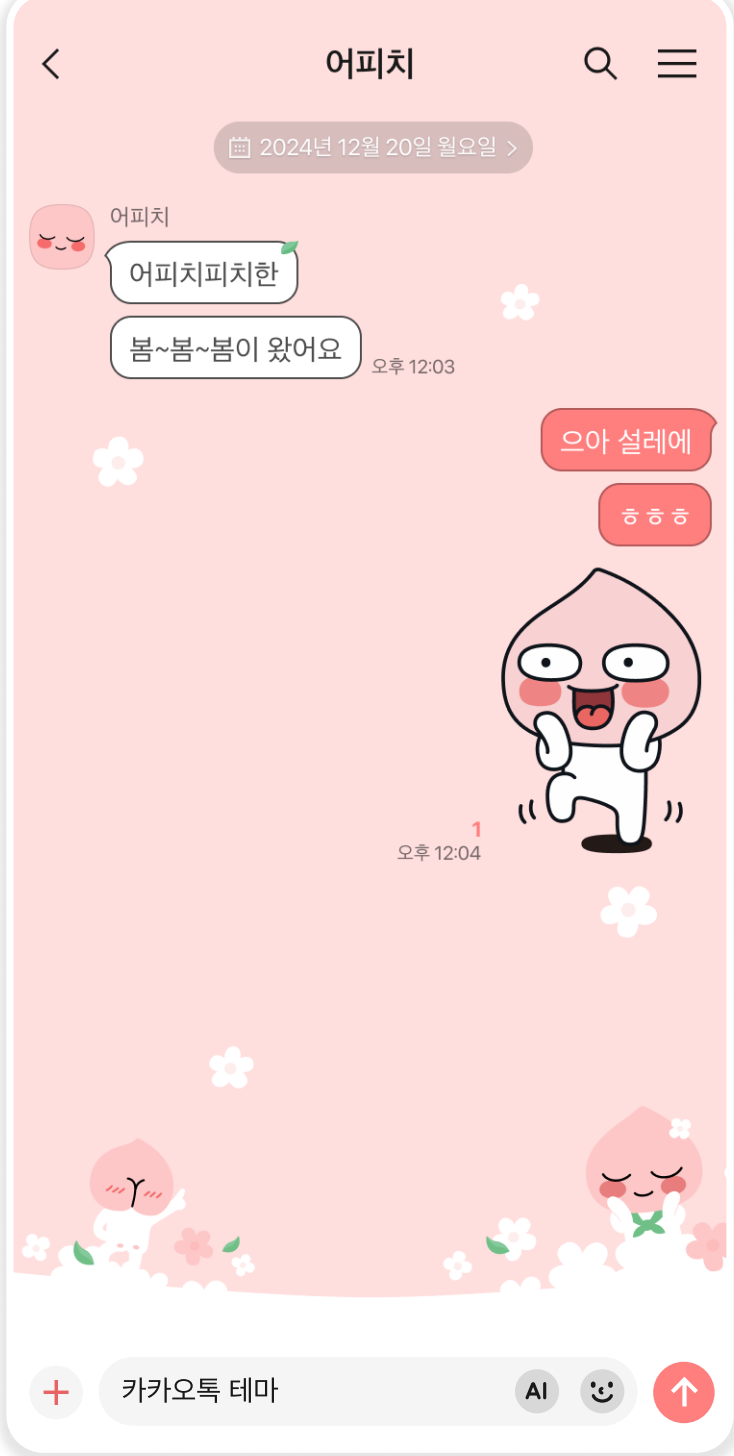 어피치
2024년 12월 20일 월요일
어피치
어피치피치한
봄~봄~봄이 왔어요
오후 12:03
으아 설레에
ㅎㅎㅎ
1
오후 12:04
카카오톡 테마
AI